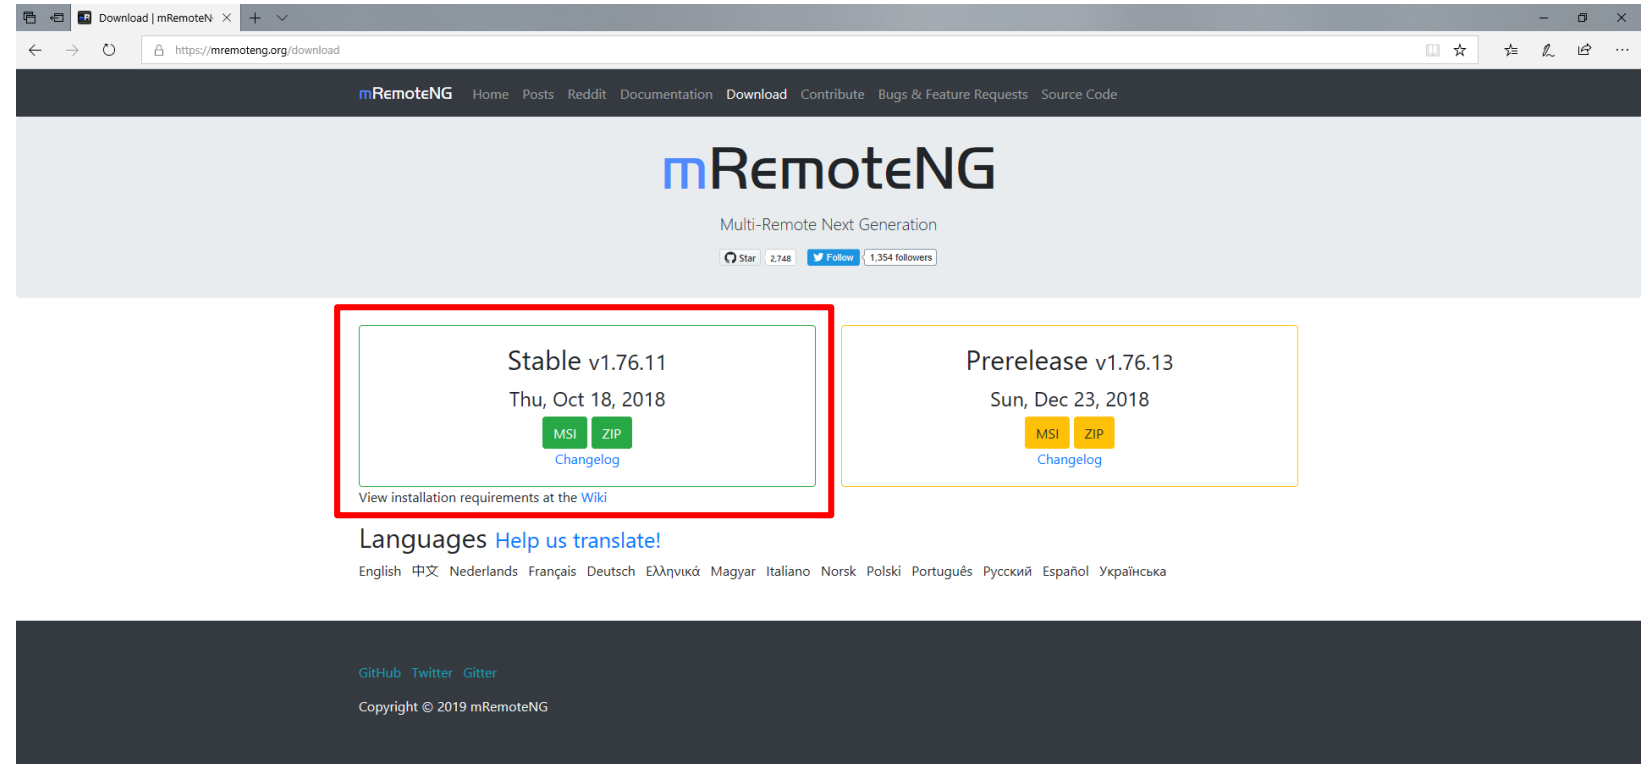 Download | mRemoteN
https://mremoteng.org/download
mRemoteNG Home Posts Reddit Documentation Download Contribute Bugs & Feature Requests Source Code
mRemoteNG
Multi-Remote Next Generation
Star 2,748 Follow 1,354 followers
Stable v1.76.11
Thu, Oct 18, 2018
MSI ZIP
Changelog
Prerelease v1.76.13
Sun, Dec 23, 2018
MSI ZIP
Changelog
View installation requirements at the Wiki
Languages Help us translate!
English 中文 Nederlands Français Deutsch Ελληνικά Magyar Italiano Norsk Polski Português Русский Español Українська
GitHub Twitter Gitter
Copyright © 2019 mRemoteNG